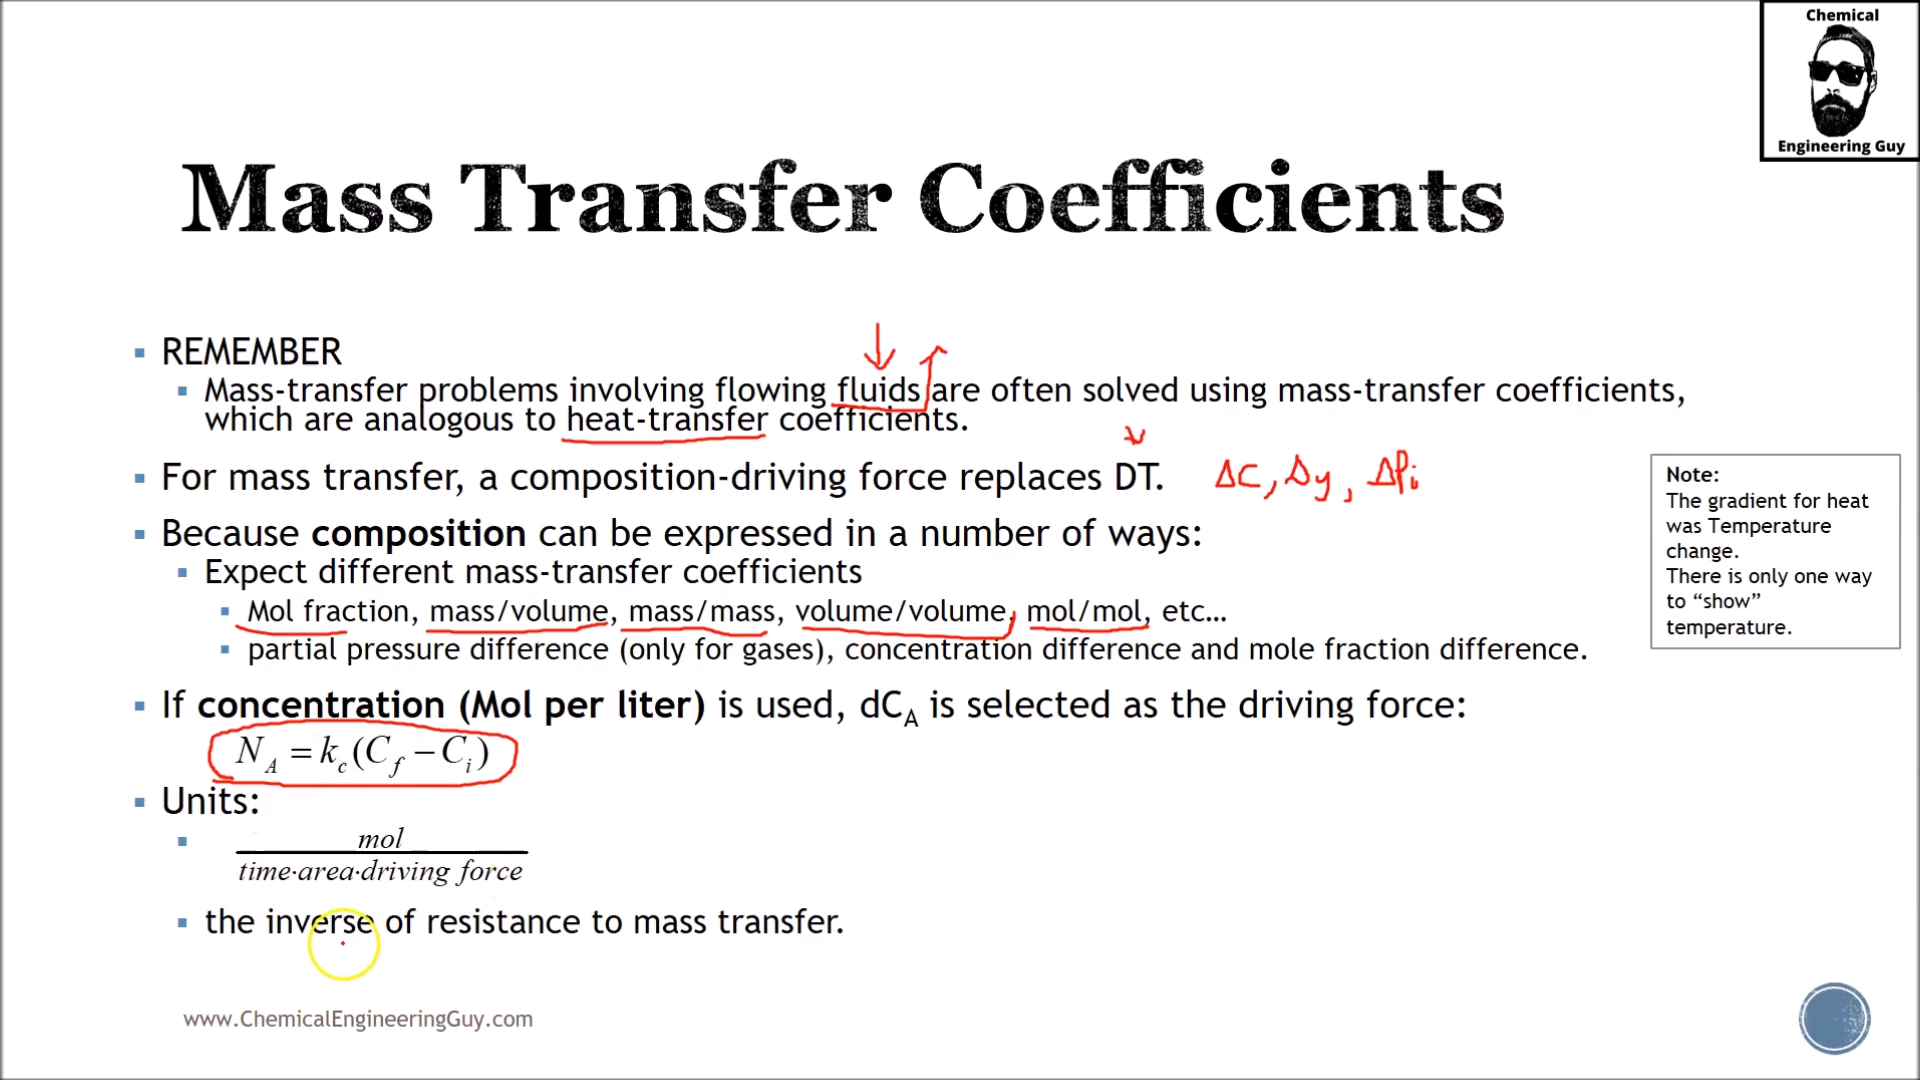 Chemical
Engineering Guy
Mass Transfer Coefficients
REMEMBER
Mass-transfer problems involving flowing fluids are often solved using mass-transfer coefficients,
which are analogous to heat-transfer coefficients.
For mass transfer, a composition-driving force replaces DT. ΔC, Δy, ΔPi
Because composition can be expressed in a number of ways:
Expect different mass-transfer coefficients
Mol fraction, mass/volume, mass/mass, volume/volume, mol/mol, etc…
partial pressure difference (only for gases), concentration difference and mole fraction difference.
If concentration (Mol per liter) is used, dCA is selected as the driving force:
NA = kc(Cf − Ci)
Units:
mol
time·area·driving force
the inverse of resistance to mass transfer.
Note:
The gradient for heat
was Temperature
change.
There is only one way
to “show”
temperature.
www.ChemicalEngineeringGuy.com